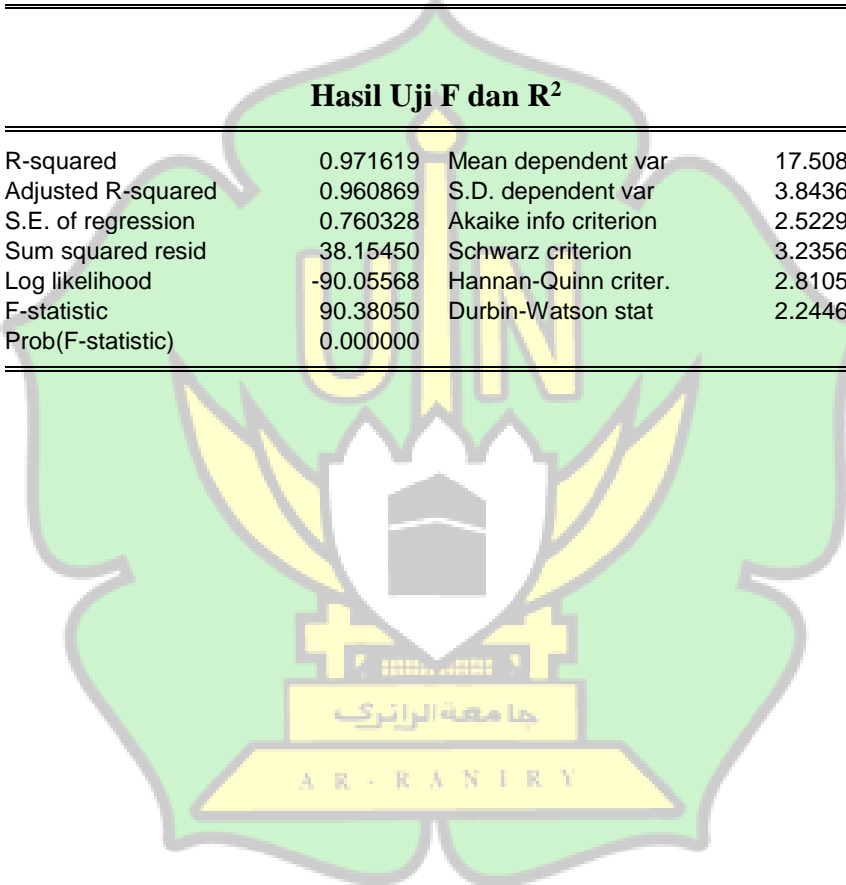 Hasil Uji F dan R²
R-squared 0.971619 Mean dependent var 17.508
Adjusted R-squared 0.960869 S.D. dependent var 3.8436
S.E. of regression 0.760328 Akaike info criterion 2.5229
Sum squared resid 38.15450 Schwarz criterion 3.2356
Log likelihood -90.05568 Hannan-Quinn criter. 2.8105
F-statistic 90.38050 Durbin-Watson stat 2.2446
Prob(F-statistic) 0.000000
UIN
جامعة الرانري
AR-RANIRY